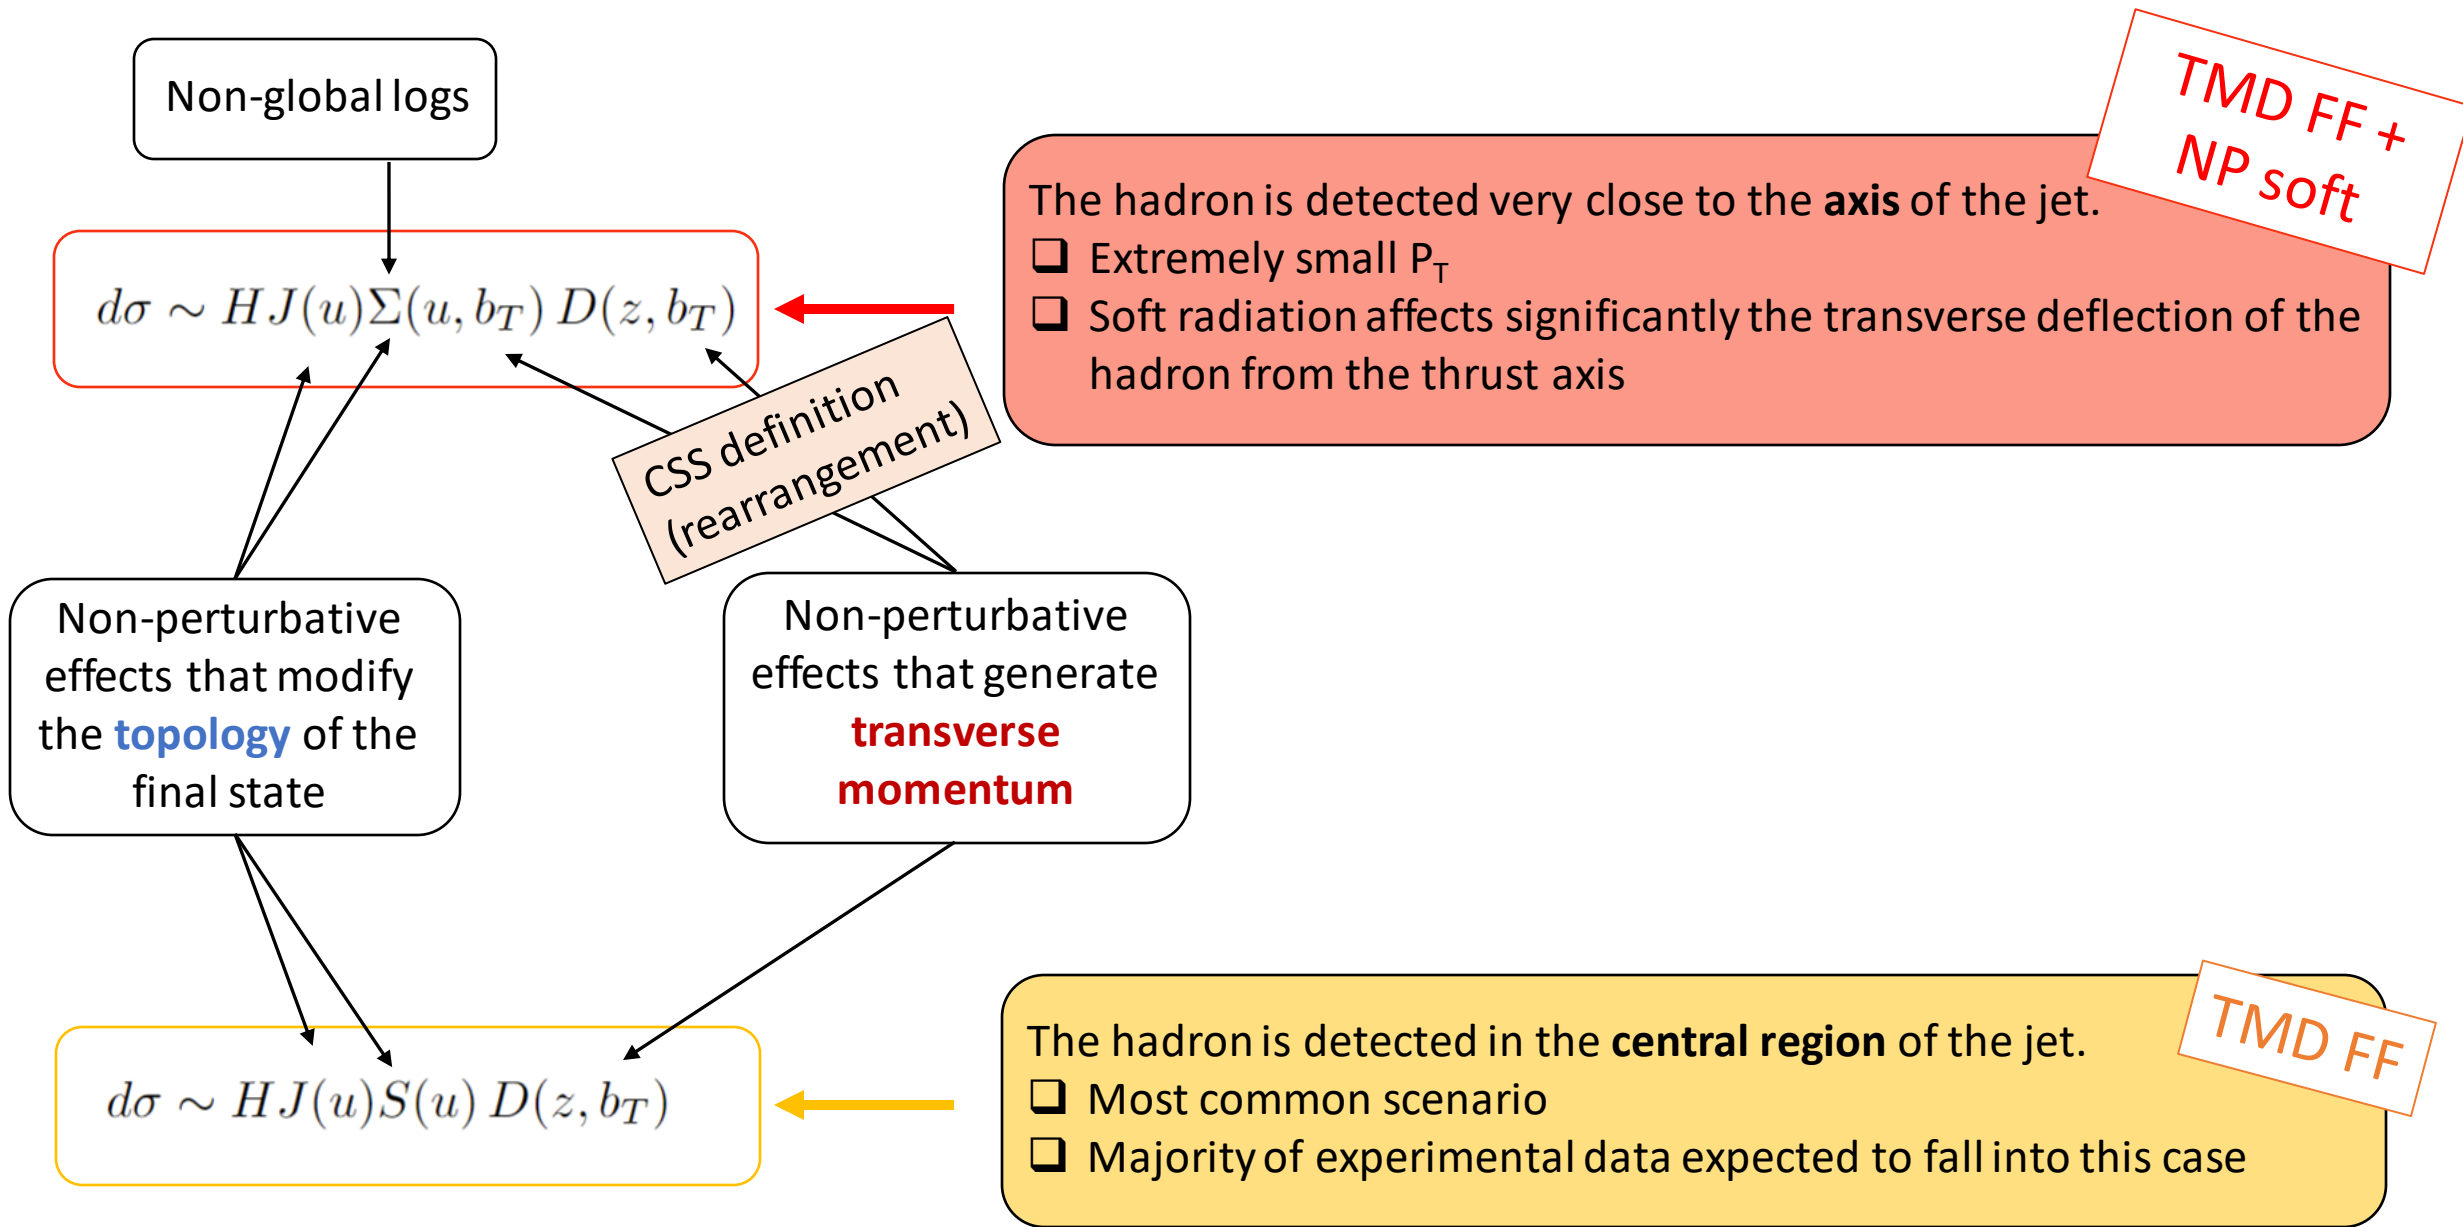 Non-global logs
TMD FF +
NP soft
The hadron is detected very close to the axis of the jet.
❑ Extremely small P_T
❑ Soft radiation affects significantly the transverse deflection of the
hadron from the thrust axis
dσ ∼ H J(u)Σ(u, b_T) D(z, b_T)
CSS definition
(rearrangement)
Non-perturbative
effects that modify
the topology of the
final state
Non-perturbative
effects that generate
transverse
momentum
TMD FF
The hadron is detected in the central region of the jet.
❑ Most common scenario
❑ Majority of experimental data expected to fall into this case
dσ ∼ H J(u)S(u) D(z, b_T)